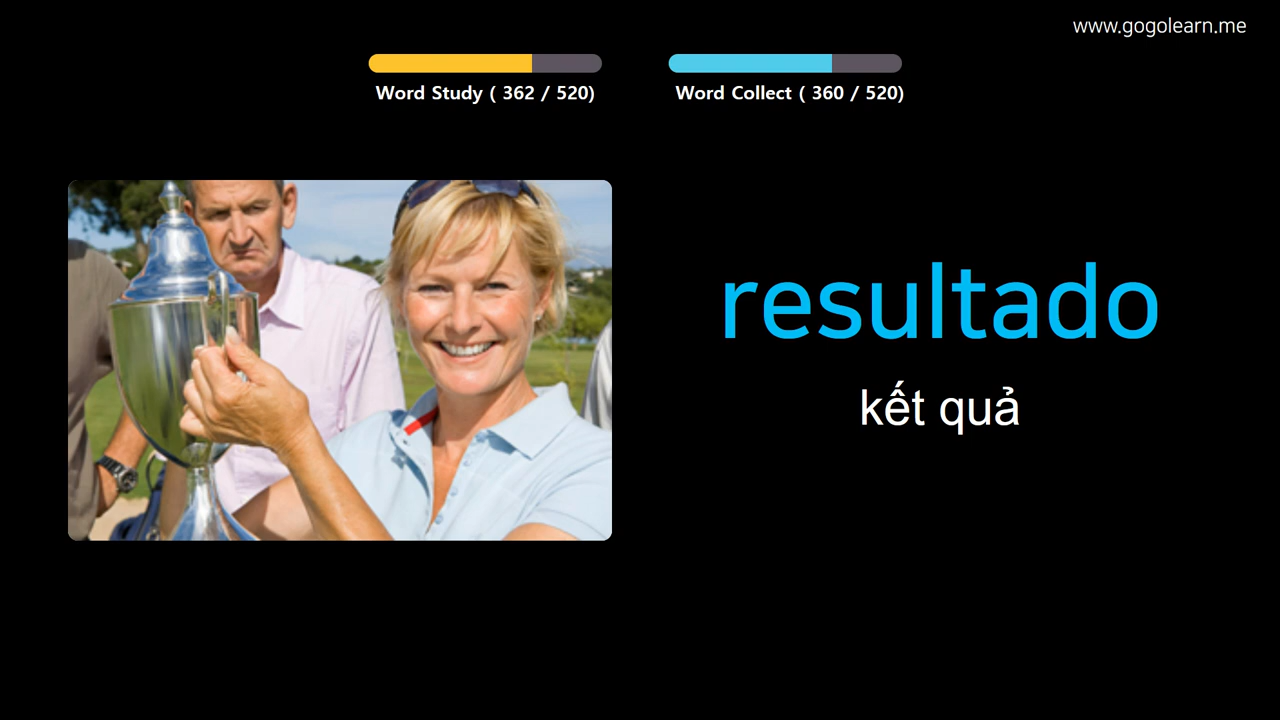 www.gogolearn.me
Word Study ( 362 / 520)
Word Collect ( 360 / 520)
resultado
kết quả